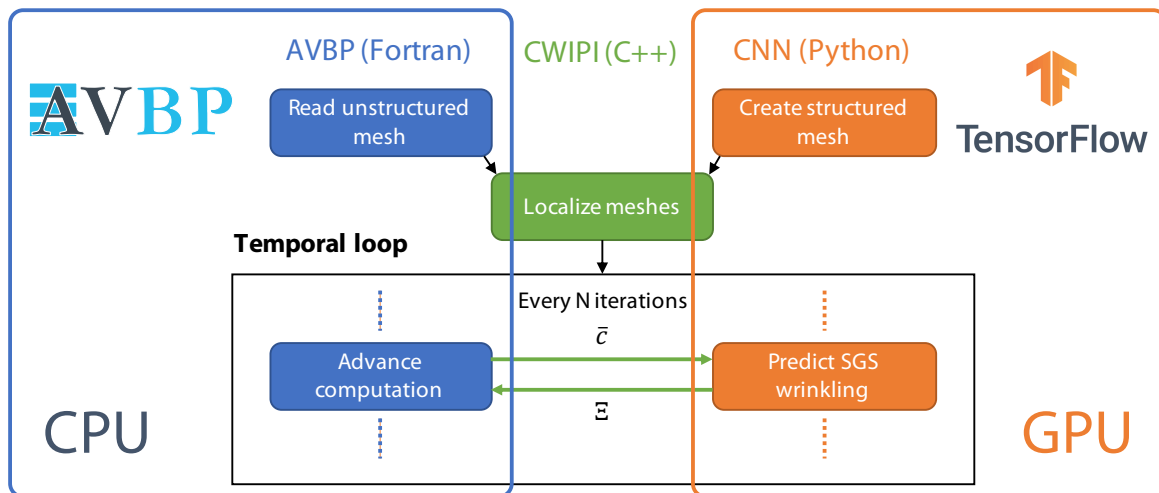 AVBP (Fortran)
CWIPI (C++)
CNN (Python)
AVBP
Read unstructured
mesh
Create structured
mesh
TensorFlow
Localize meshes
Temporal loop
Every N iterations
c̄
Advance
computation
Predict SGS
wrinkling
Ξ
CPU
GPU